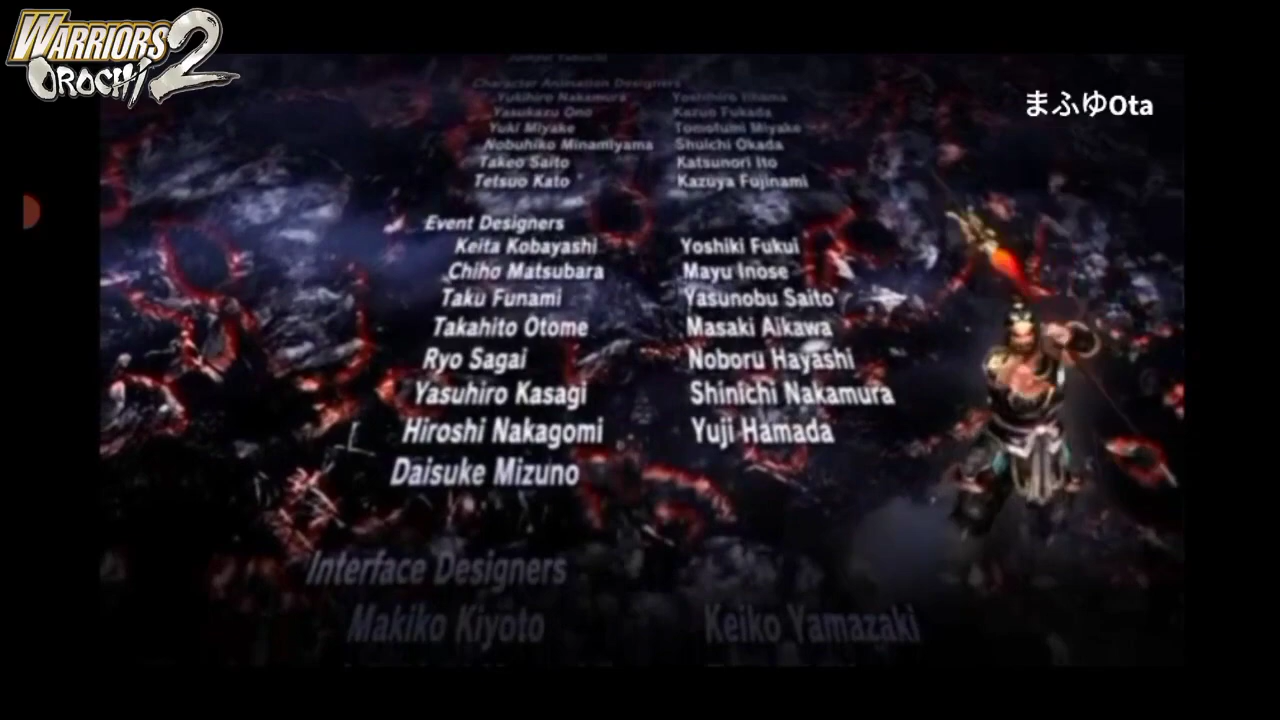 WARRIORS
OROCHI 2
まふゆOta
Character Animation Designers
Yukihiro Nakamura
Yasukazu Ono Kazuo Fukada
Yuki Miyake Tomofumi Miyake
Nobuhiko Minamiyama Shuichi Okada
Takeo Saito Katsunori Ito
Tetsuo Kato Kazuya Fujinami
Event Designers
Keita Kobayashi Yoshiki Fukui
Chiho Matsubara Mayu Inose
Taku Funami Yasunobu Saito
Takahito Otome Masaki Aikawa
Ryo Sagai Noboru Hayashi
Yasuhiro Kasagi Shinichi Nakamura
Hiroshi Nakagomi Yuji Hamada
Daisuke Mizuno
Interface Designers
Makiko Kiyoto Keiko Yamazaki